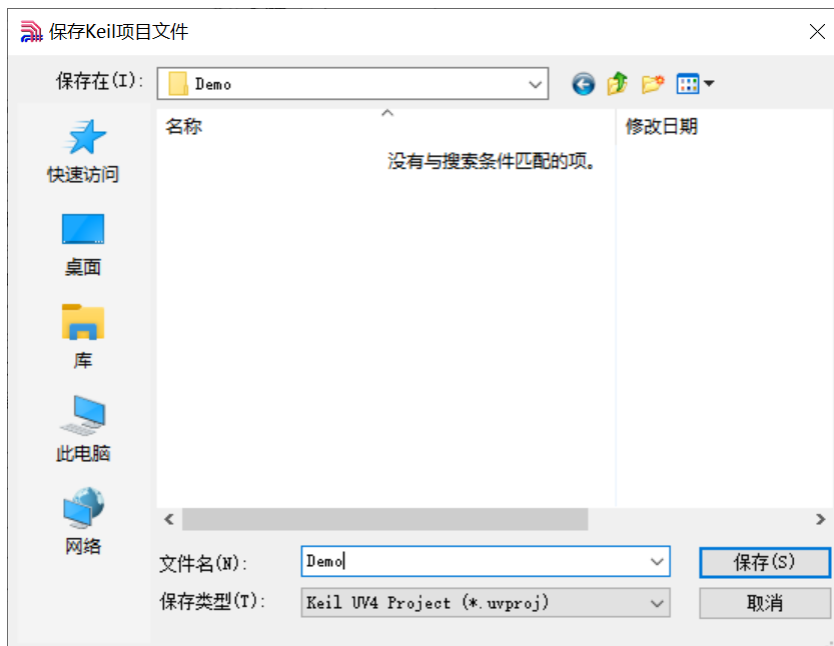 保存Keil项目文件
保存在(I): Demo
名称 修改日期
没有与搜索条件匹配的项。
快速访问
桌面
库
此电脑
网络
文件名(N): Demo 保存(S)
保存类型(T): Keil UV4 Project (*.uvproj) 取消